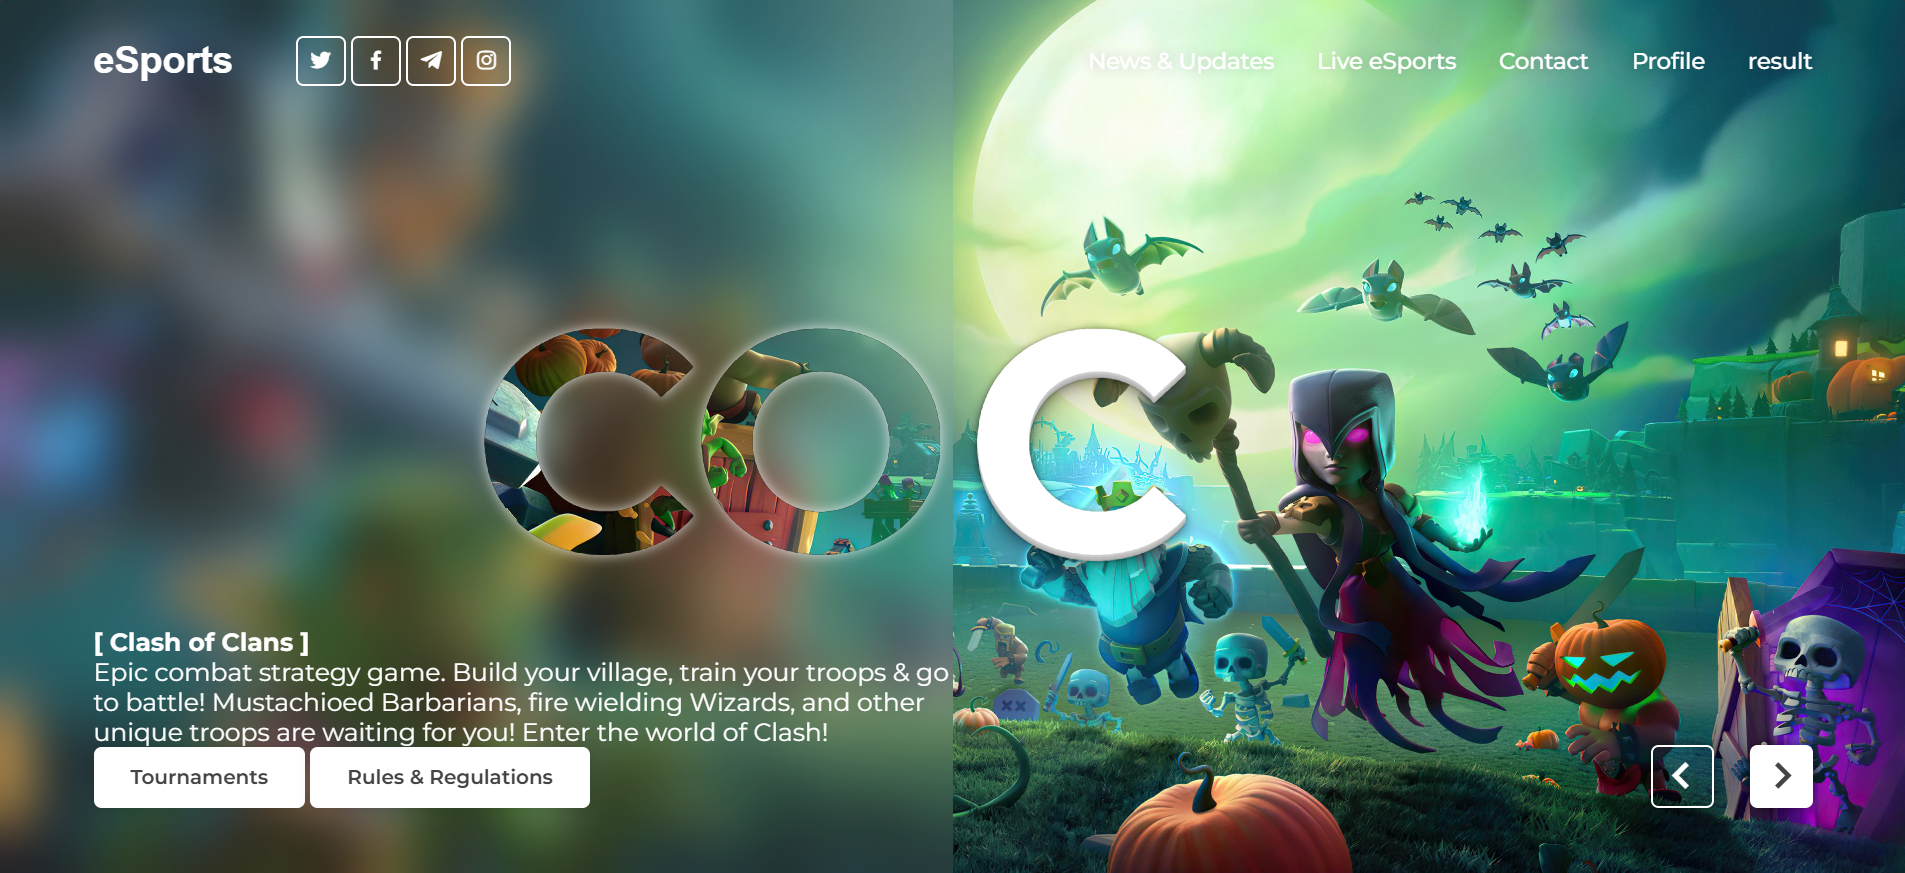 eSports
News & Updates
Live eSports
Contact
Profile
result
COC
[ Clash of Clans ]
Epic combat strategy game. Build your village, train your troops & go
to battle! Mustachioed Barbarians, fire wielding Wizards, and other
unique troops are waiting for you! Enter the world of Clash!
Tournaments
Rules & Regulations